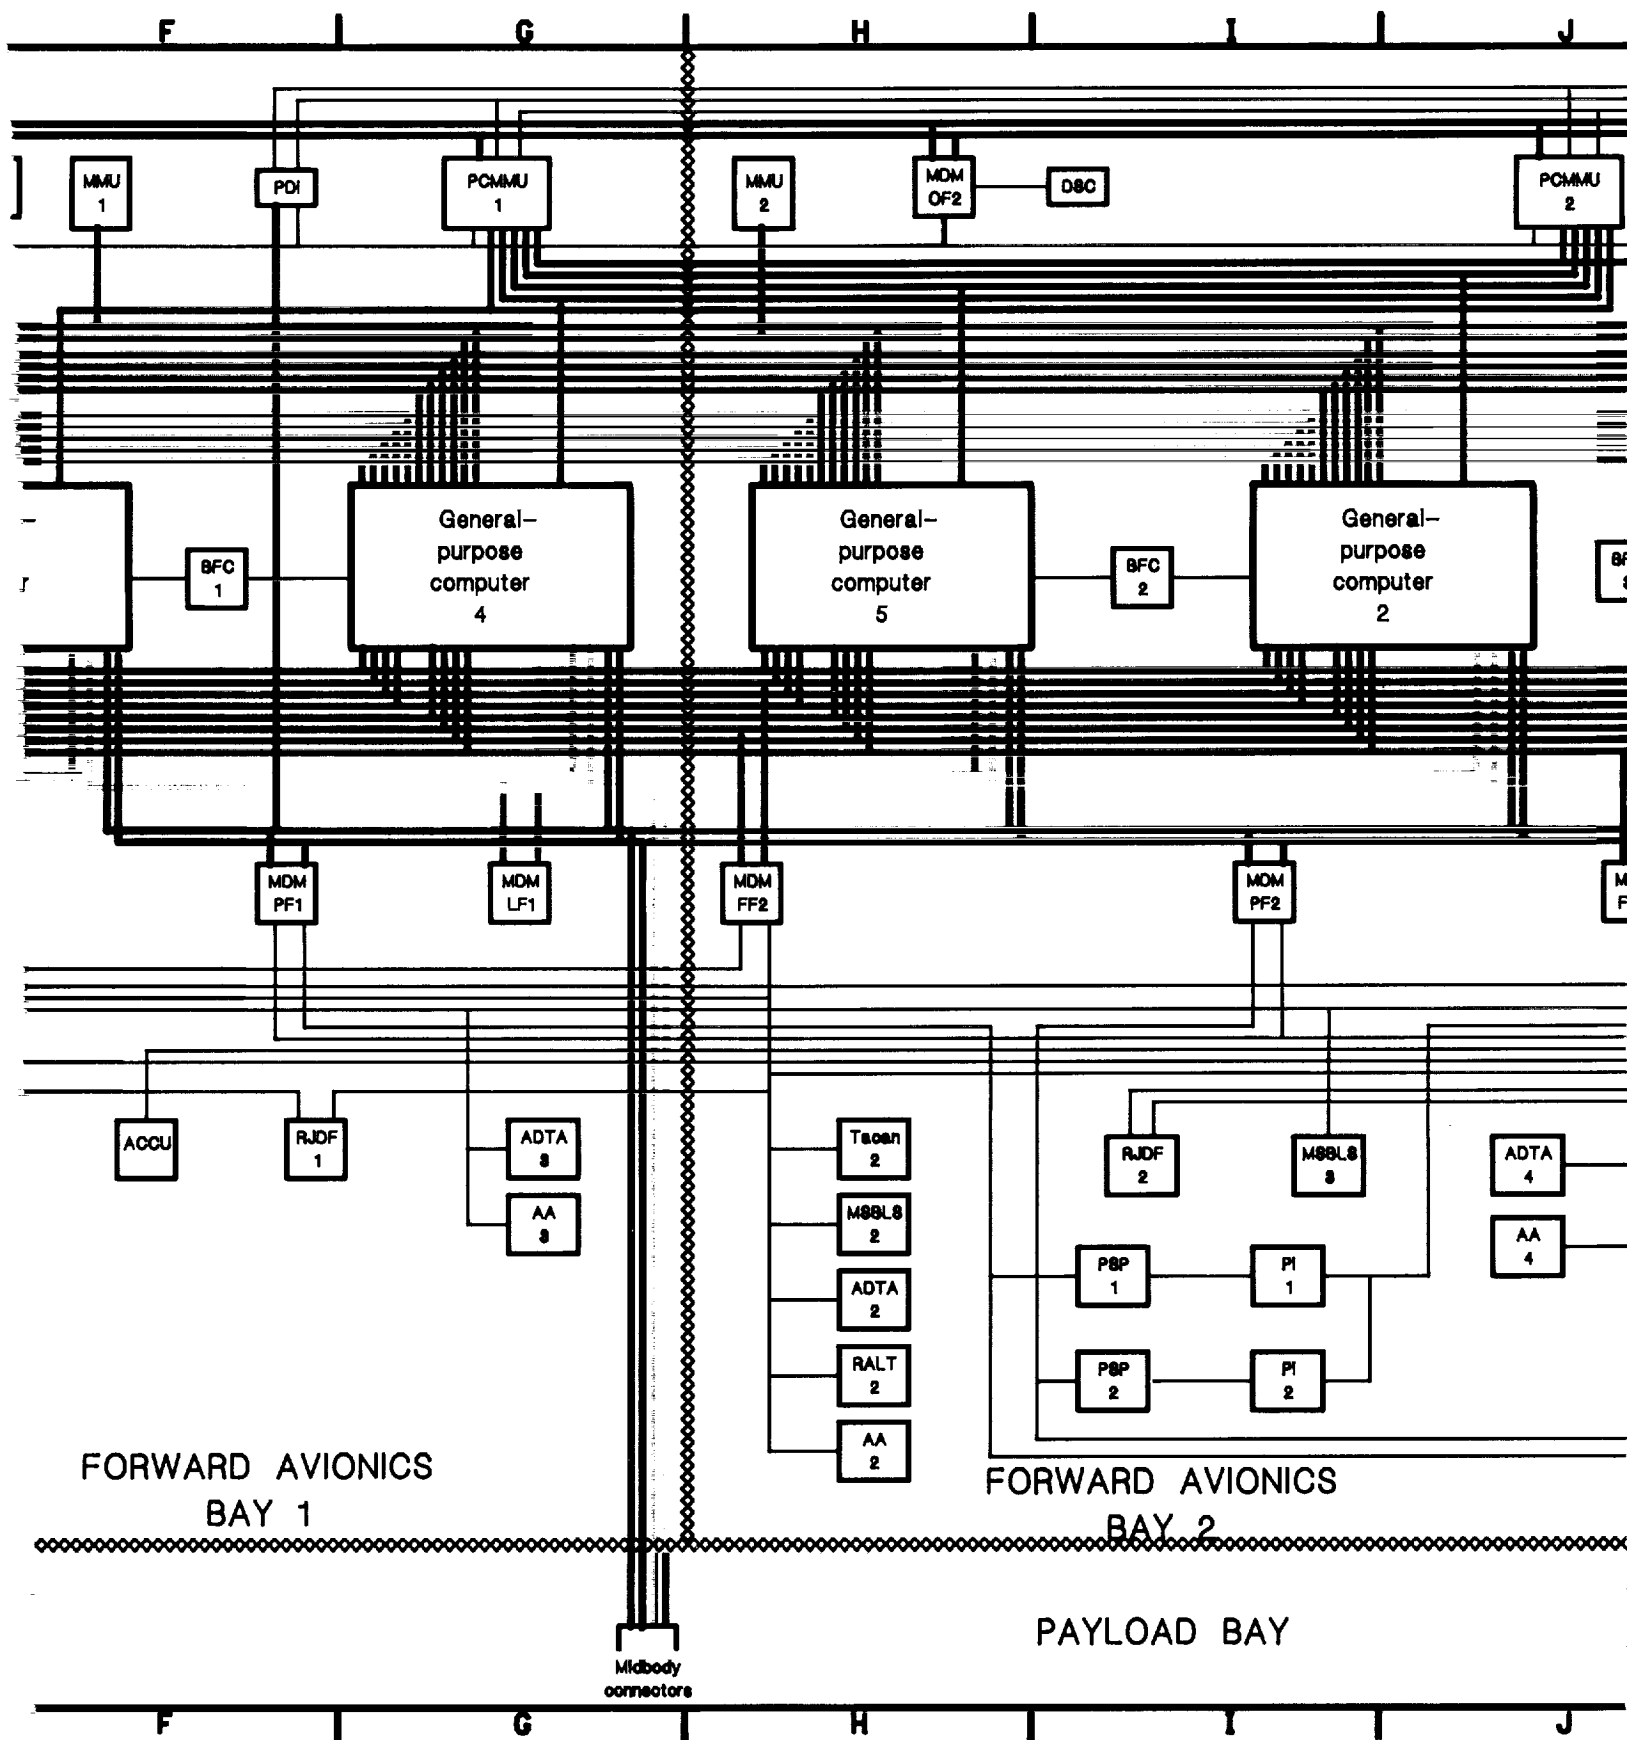 F G H I J
MMU
1
PDI
PCMMU
1
MMU
2
MDM
OF2
DSC
PCMMU
2
General-
purpose
computer
4
General-
purpose
computer
5
General-
purpose
computer
2
BFC
1
BFC
2
MDM
PF1
MDM
LF1
MDM
FF2
MDM
PF2
ACCU
RJDF
1
ADTA
3
AA
3
Tacan
2
MSBLS
2
ADTA
2
RALT
2
AA
2
RJDF
2
MSBLS
3
ADTA
4
AA
4
PSP
1
PI
1
PSP
2
PI
2
FORWARD AVIONICS
BAY 1
FORWARD AVIONICS
BAY 2
PAYLOAD BAY
Midbody
connectors
F G H I J